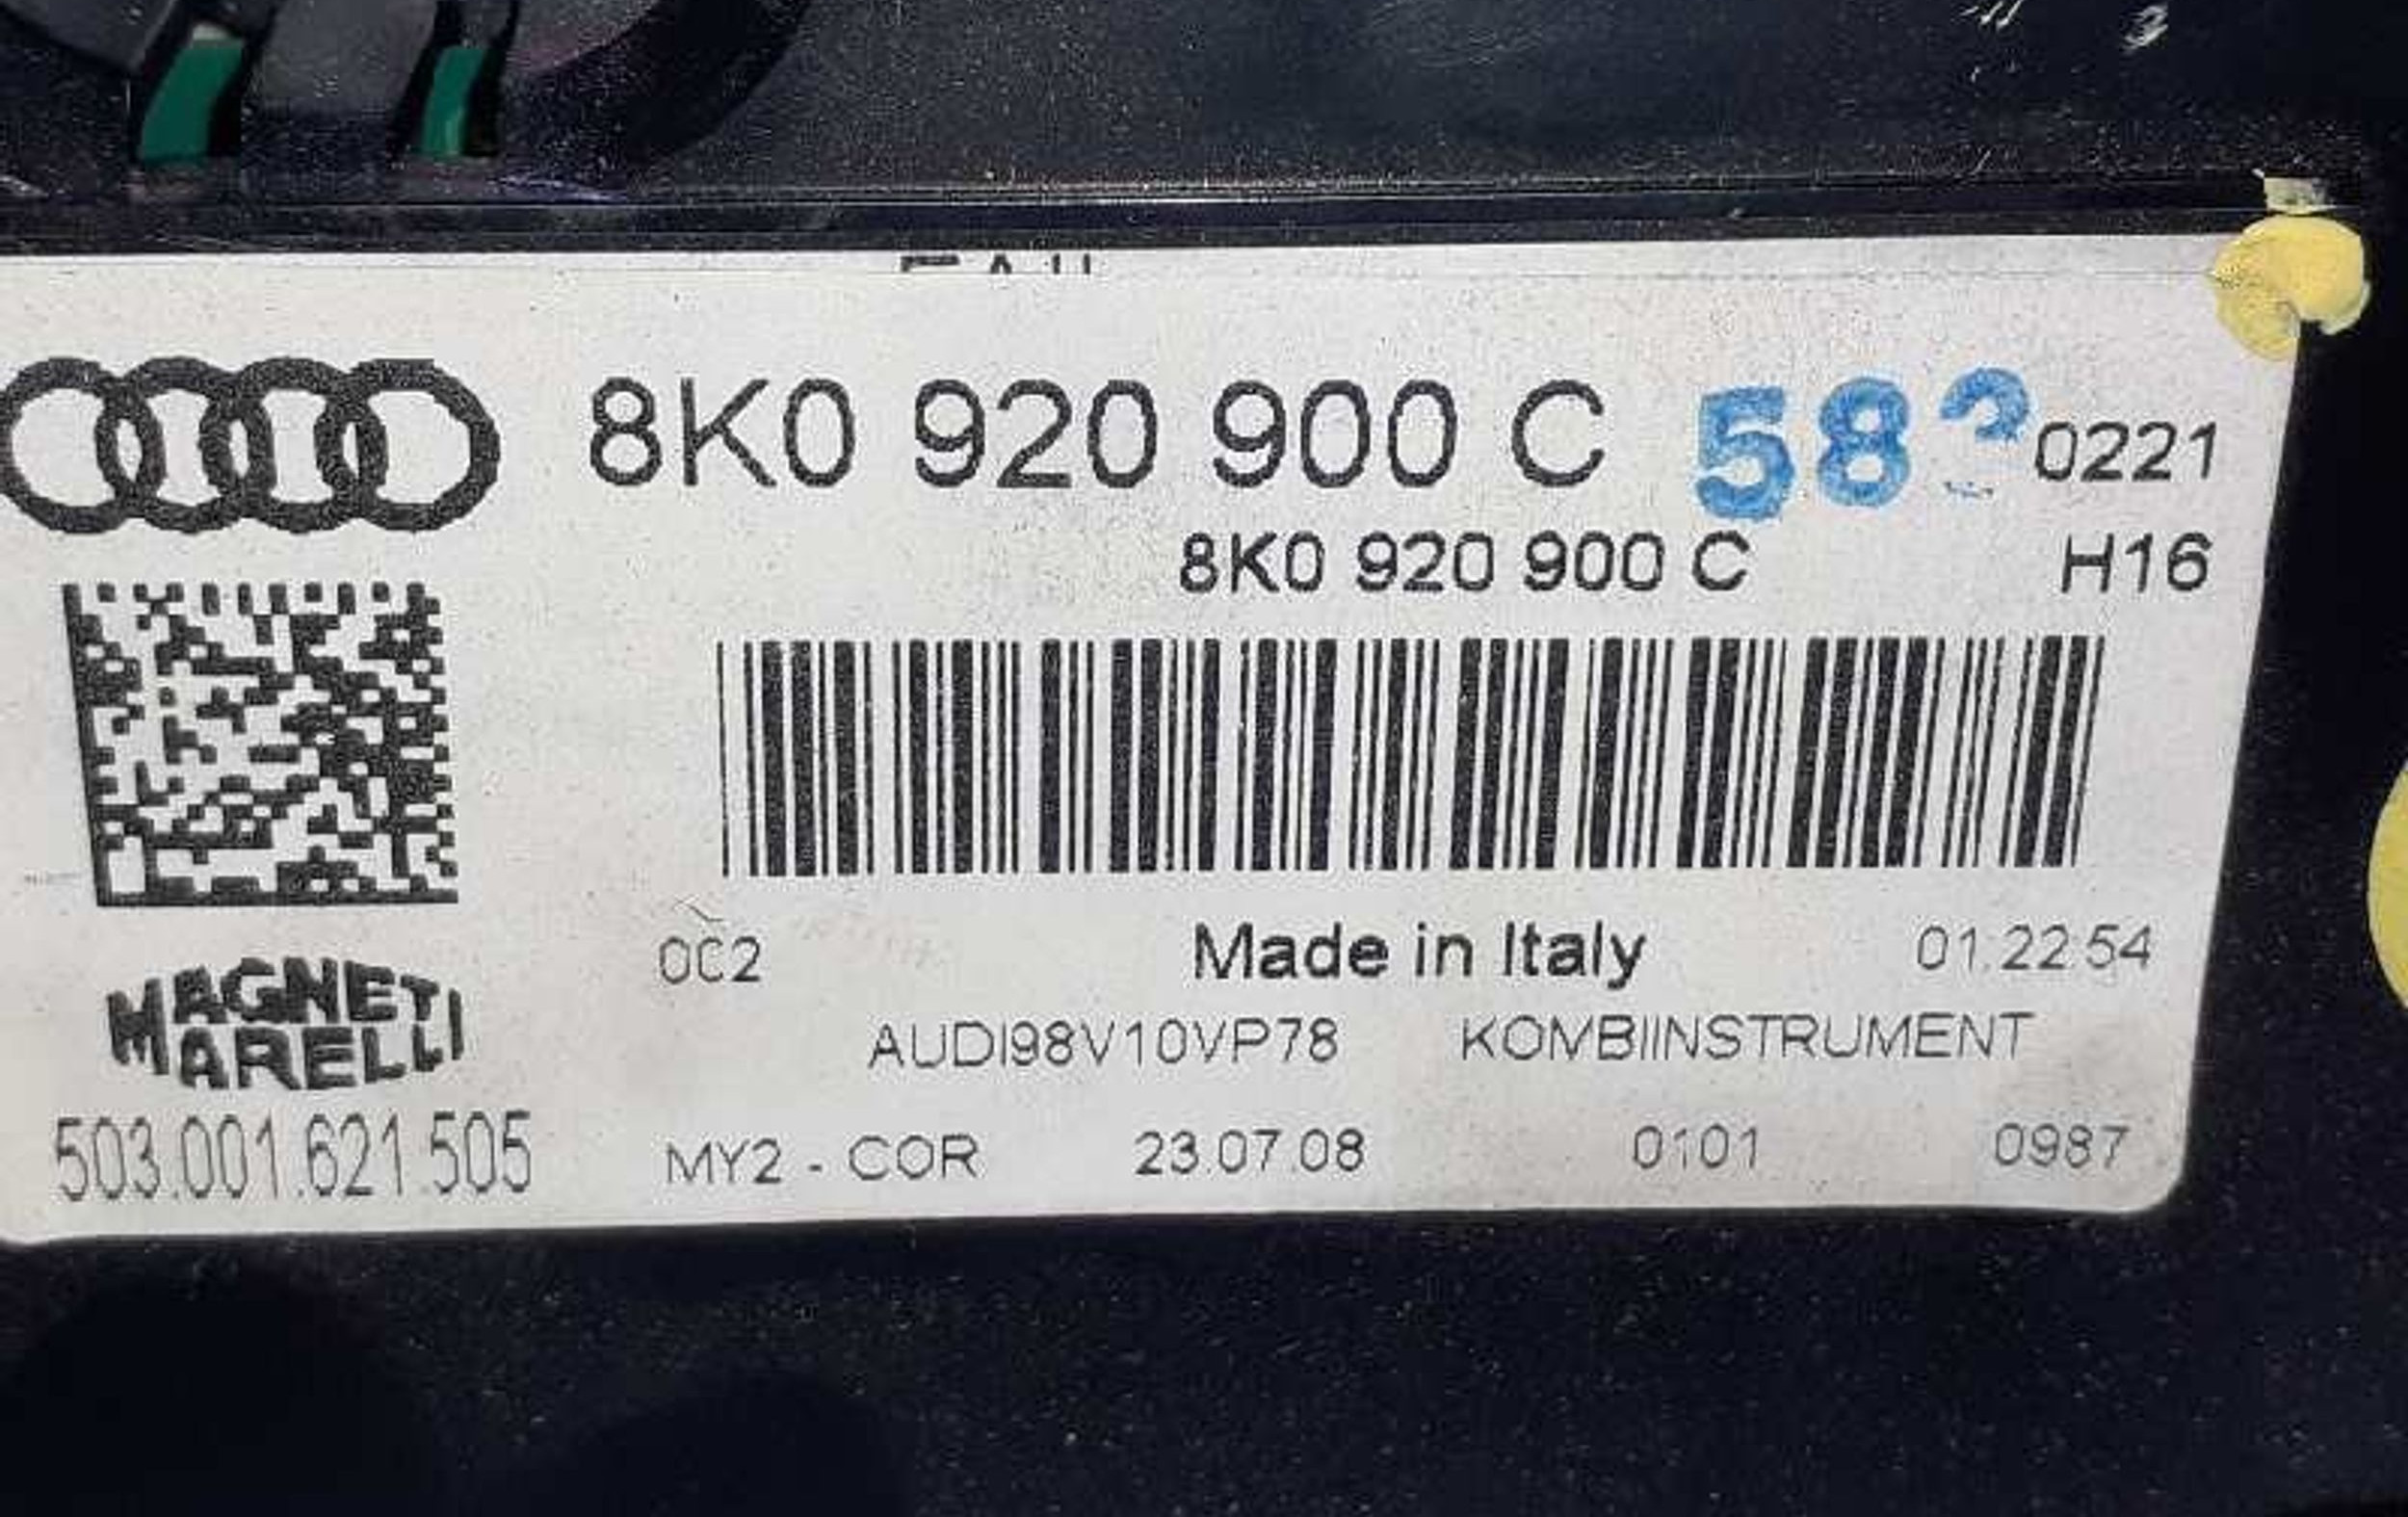 8K0 920 900 C 58 0221
8K0 920 900 C H16
0C2 Made in Italy 01.22.54
MAGNETI
MARELLI
AUDI98V10VP78 KOMBIINSTRUMENT
503.001.621.505 MY2 - COR 23.07.08 0101 0987